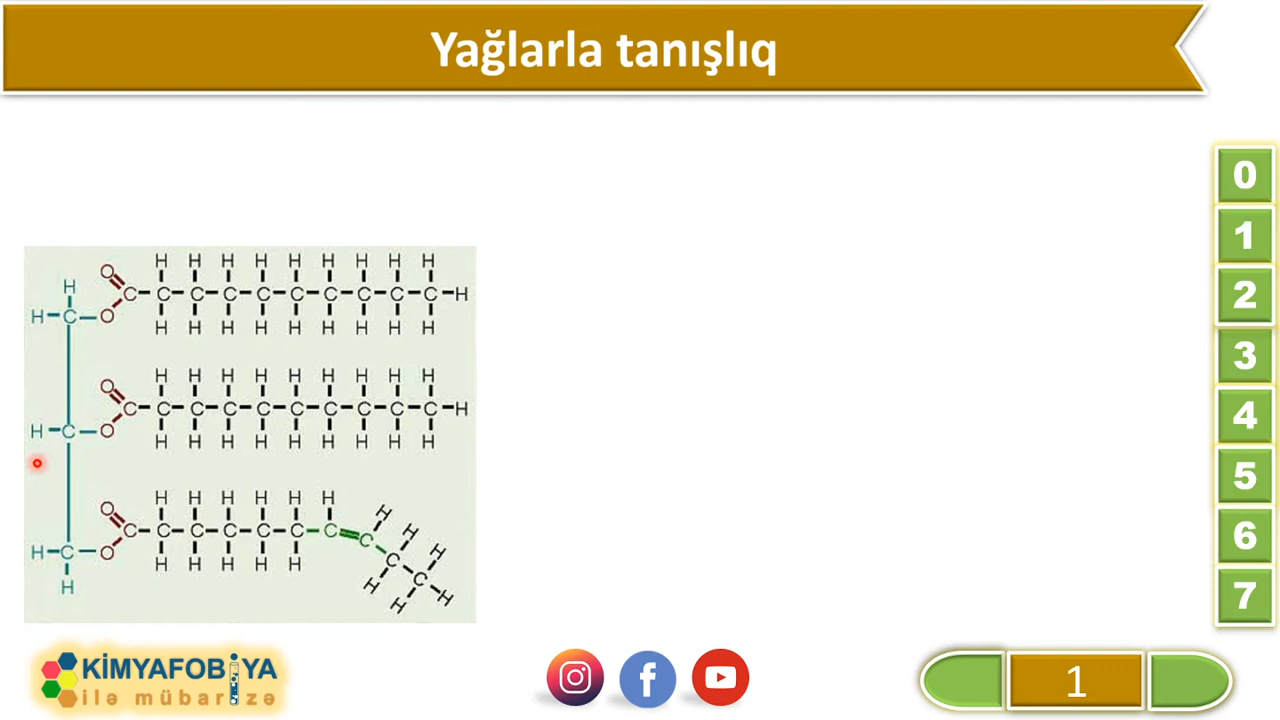 Yağlarla tanışlıq
0
1
2
3
4
5
6
7
H H H H H H H H H
H
O
H C O C C C C C C C C C C H
H H H H H H H H H
H H H H H H H H H
O
H C O C C C C C C C C C C H
H H H H H H H H H
H H H H H H
O
H C O C C C C C C C C C C
H H H H H H H H H H H
H
KİMYAFOBİYA
ilə mübarizə
1